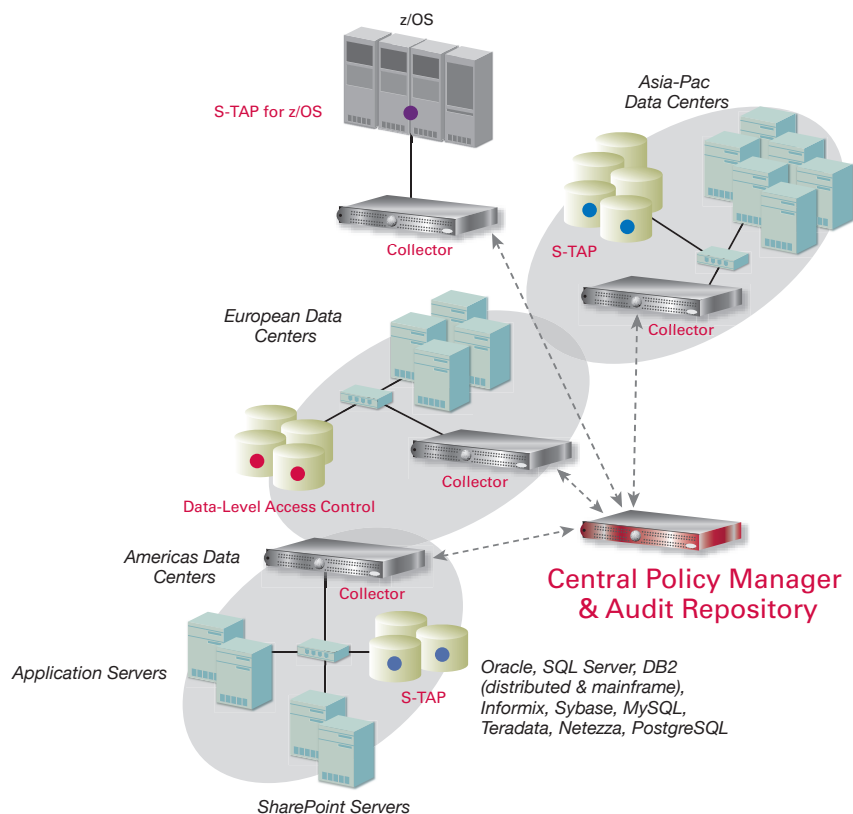 z/OS
S-TAP for z/OS
Collector
Asia-Pac
Data Centers
S-TAP
Collector
European Data
Centers
Data-Level Access Control
Collector
Americas Data
Centers
Collector
Central Policy Manager
& Audit Repository
Application Servers
S-TAP
Oracle, SQL Server, DB2
(distributed & mainframe),
Informix, Sybase, MySQL,
Teradata, Netezza, PostgreSQL
SharePoint Servers